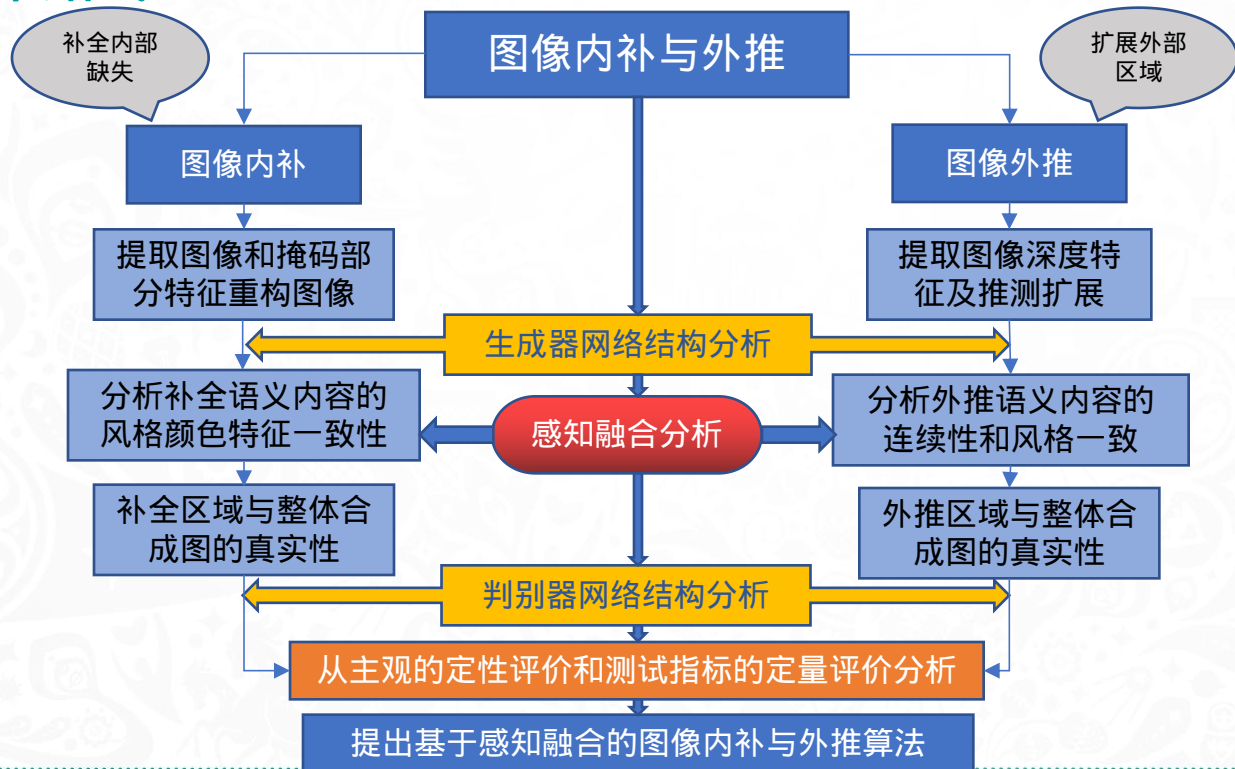 补全内部
缺失
图像内补与外推
扩展外部
区域
图像内补
图像外推
提取图像和掩码部
分特征重构图像
提取图像深度特
征及推测扩展
生成器网络结构分析
分析补全语义内容的
风格颜色特征一致性
感知融合分析
分析外推语义内容的
连续性和风格一致
补全区域与整体合
成图的真实性
外推区域与整体合
成图的真实性
判别器网络结构分析
从主观的定性评价和测试指标的定量评价分析
提出基于感知融合的图像内补与外推算法